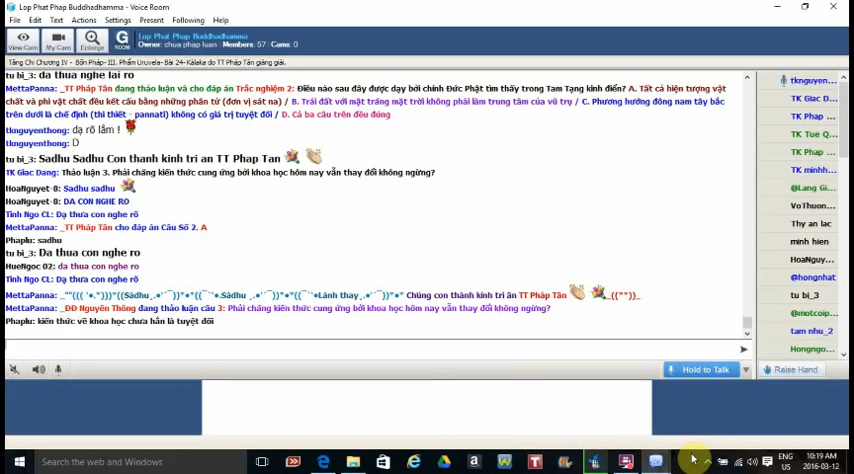 Lop Phat Phap Buddhadhamma - Voice Room
File Edit Text Actions Settings Present Following Help
View Cam My Cam Enlarge G ROOM
Lop Phat Phap Buddhadhamma
Owner: chua phap luan | Members: 57 | Cams: 0
Tăng Chi Chương IV - Bốn Pháp- III. Phẩm Uruvela- Bài 24- Kālaka do TT Pháp Tân giảng giải.
tu bi_3: da thua nghe lai ro
MettaPanna: _TT Pháp Tân đang thảo luận và cho đáp án Trắc nghiệm 2: Điều nào sau đây được dạy bởi chính Đức Phật tìm thấy trong Tam Tạng kinh điển? A. Tất cả hiện tượng vật
chất và phi vật chất đều kết cấu bằng những phân tử (đơn vị sát na) / B. Trái đất với mặt trăng mặt trời không phải làm trung tâm của vũ trụ / C. Phương hướng đông nam tây bắc
trên dưới là chế định (thi thiết - pannati) không có giá trị tuyệt đối / D. Cả ba câu trên đều đúng
tknguyenthong: dạ rõ lắm !
tknguyenthong: D
tu bi_3: Sadhu Sadhu Con thanh kinh tri an TT Phap Tan
TK Giac Dang: Thảo luận 3. Phải chăng kiến thức cung ứng bởi khoa học hôm nay vẫn thay đổi không ngừng?
HoaNguyet-8: Sadhu sadhu
HoaNguyet-8: DA CON NGHE RO
Tinh Ngo CL: Dạ thưa con nghe rõ
MettaPanna: _TT Pháp Tân cho đáp án Câu Số 2. A
Phaplu: sadhu
tu bi_3: Da thua con nghe ro
HueNgoc 02: da thua con nghe ro
Tinh Ngo CL: Dạ thưa con nghe rõ
MettaPanna: Chúng con thành kính tri ân TT Pháp Tân
MettaPanna: _ĐĐ Nguyên Thông đang thảo luận câu 3: Phải chăng kiến thức cung ứng bởi khoa học hôm nay vẫn thay đổi không ngừng?
Phaplu: kiến thức về khoa học chưa hẳn là tuyệt đối
tknguyen...
TK Giac D...
TK Phap ...
TK Tue Q...
TK Phap ...
TK minhh...
@Lang Gi...
VoThuon...
Thy an lac
minh hien
HoaNguy...
@hongnhat
tu bi_3
@motcoip...
tam nhu_2
Hongngo...
Hold to Talk
Raise Hand
Search the web and Windows
ENG
US
10:19 AM
2016-03-12